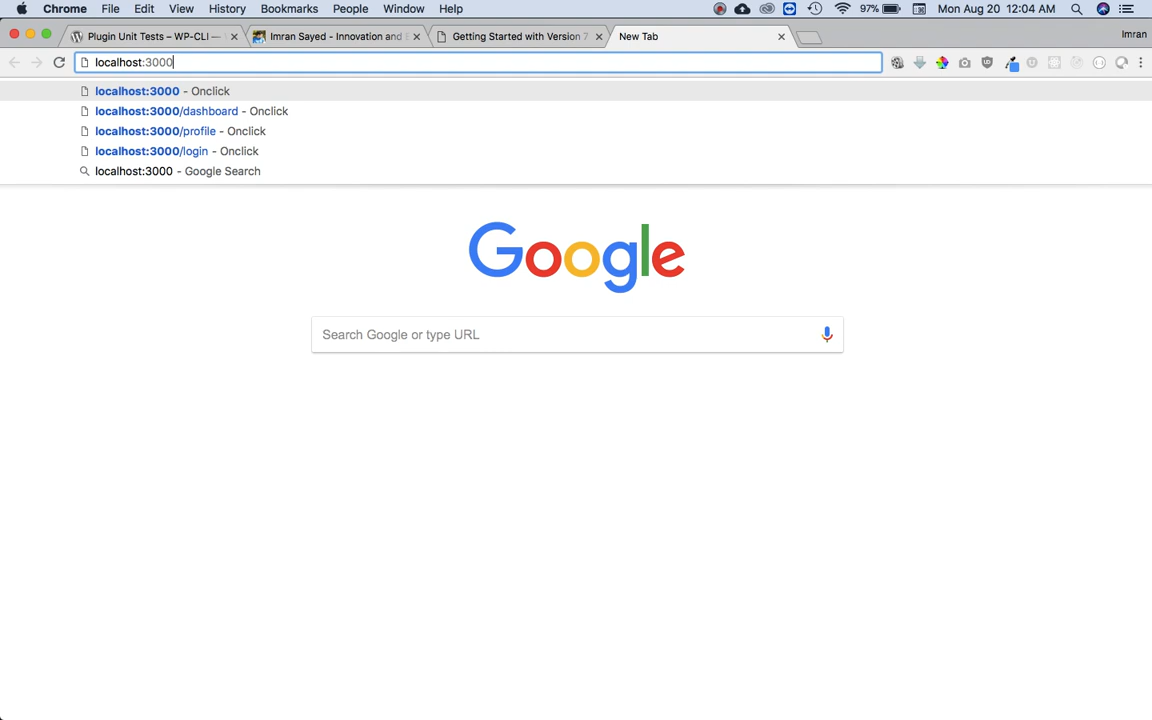 Chrome File Edit View History Bookmarks People Window Help 97% Mon Aug 20 12:04 AM
Plugin Unit Tests – WP-CLI — Imran Sayed - Innovation and Getting Started with Version 7 New Tab Imran
localhost:3000
localhost:3000 - Onclick
localhost:3000/dashboard - Onclick
localhost:3000/profile - Onclick
localhost:3000/login - Onclick
localhost:3000 - Google Search
Google
Search Google or type URL